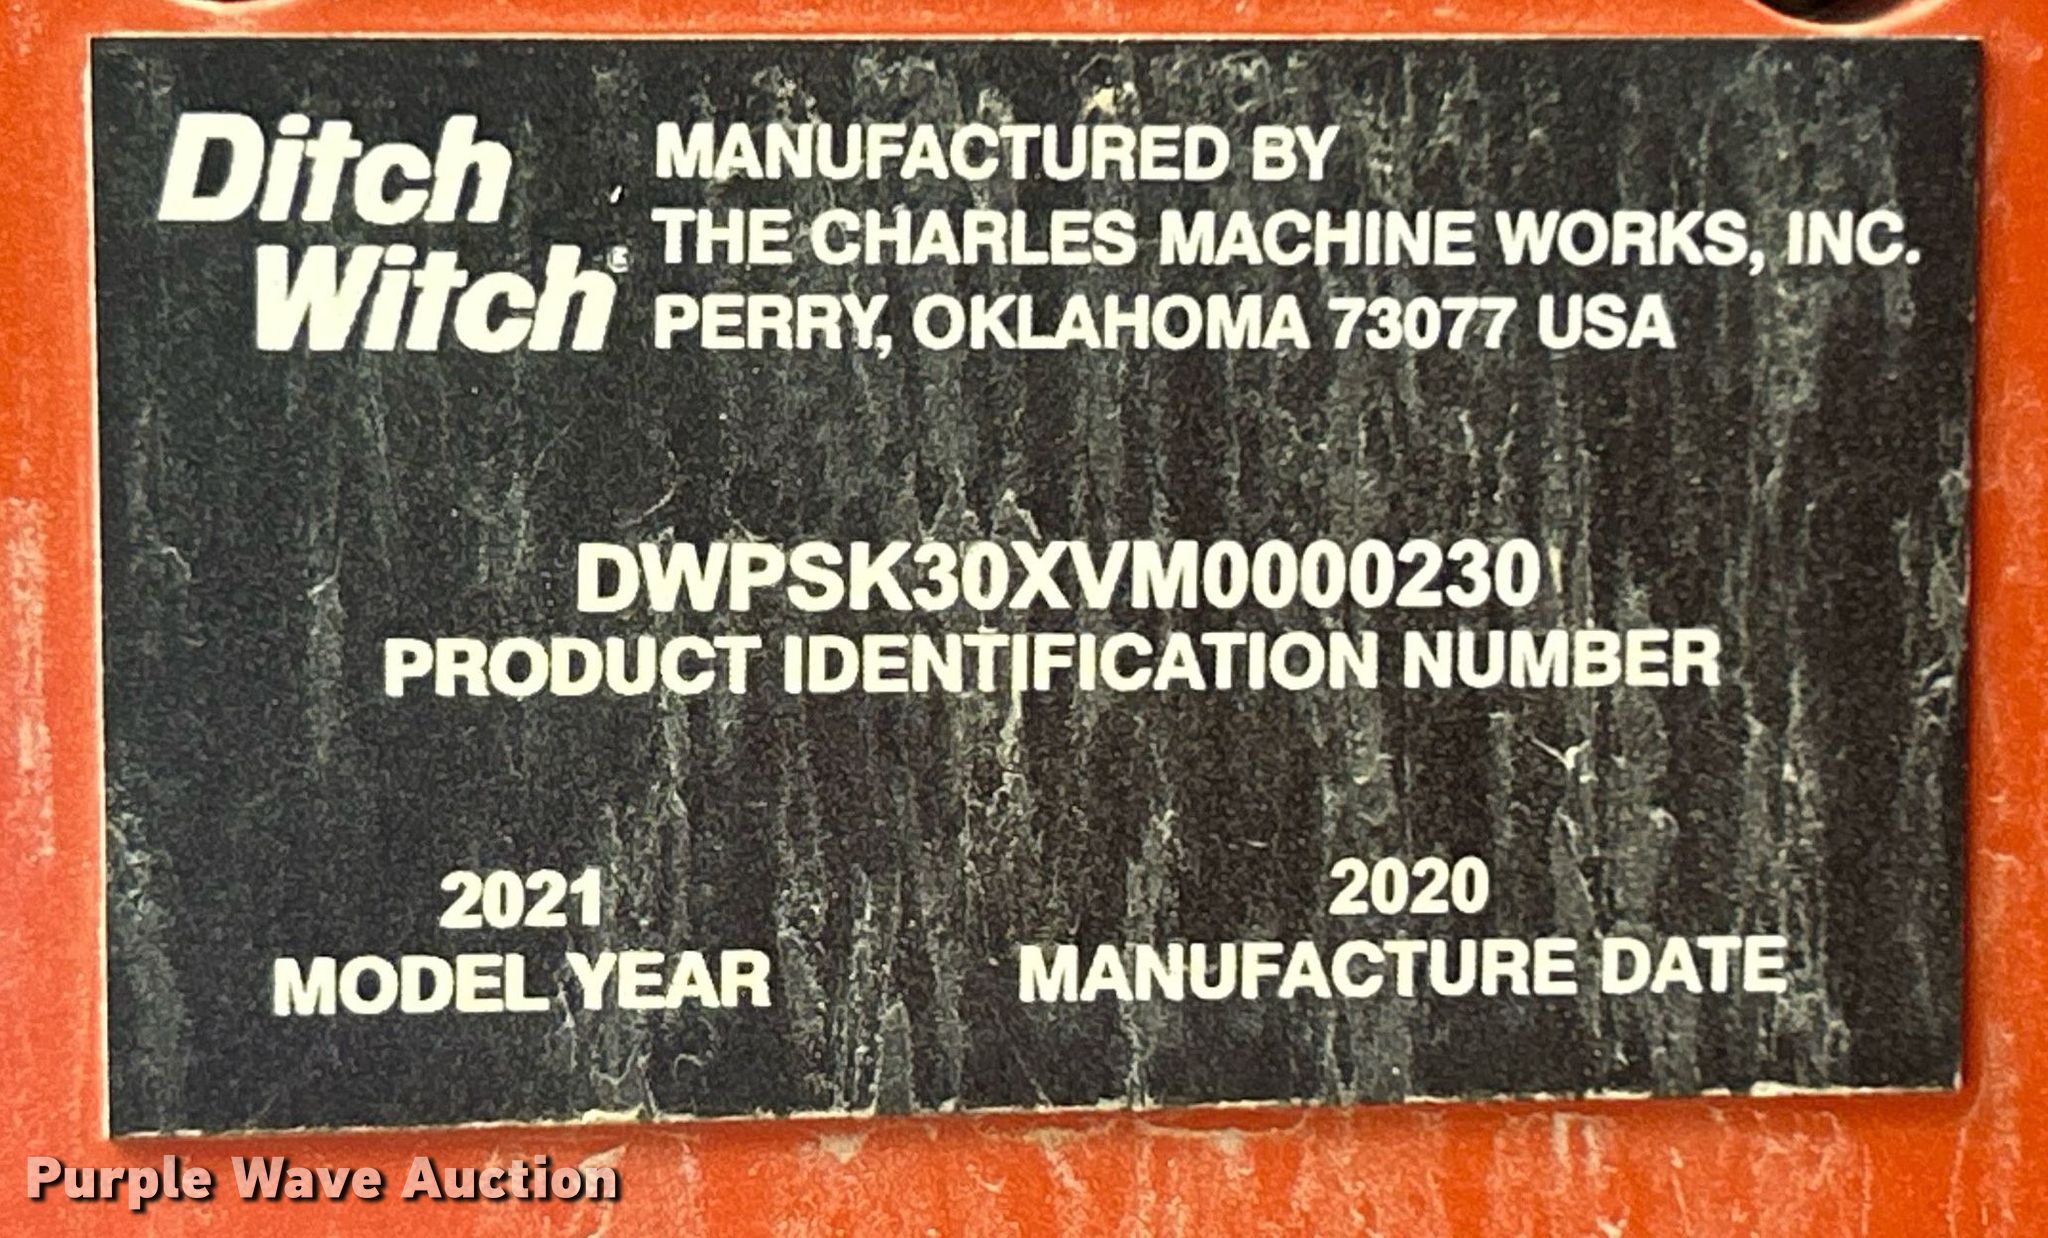 Ditch
Witch®
MANUFACTURED BY
THE CHARLES MACHINE WORKS, INC.
PERRY, OKLAHOMA 73077 USA
DWPSK30XVM0000230
PRODUCT IDENTIFICATION NUMBER
2021
MODEL YEAR
2020
MANUFACTURE DATE
Purple Wave Auction